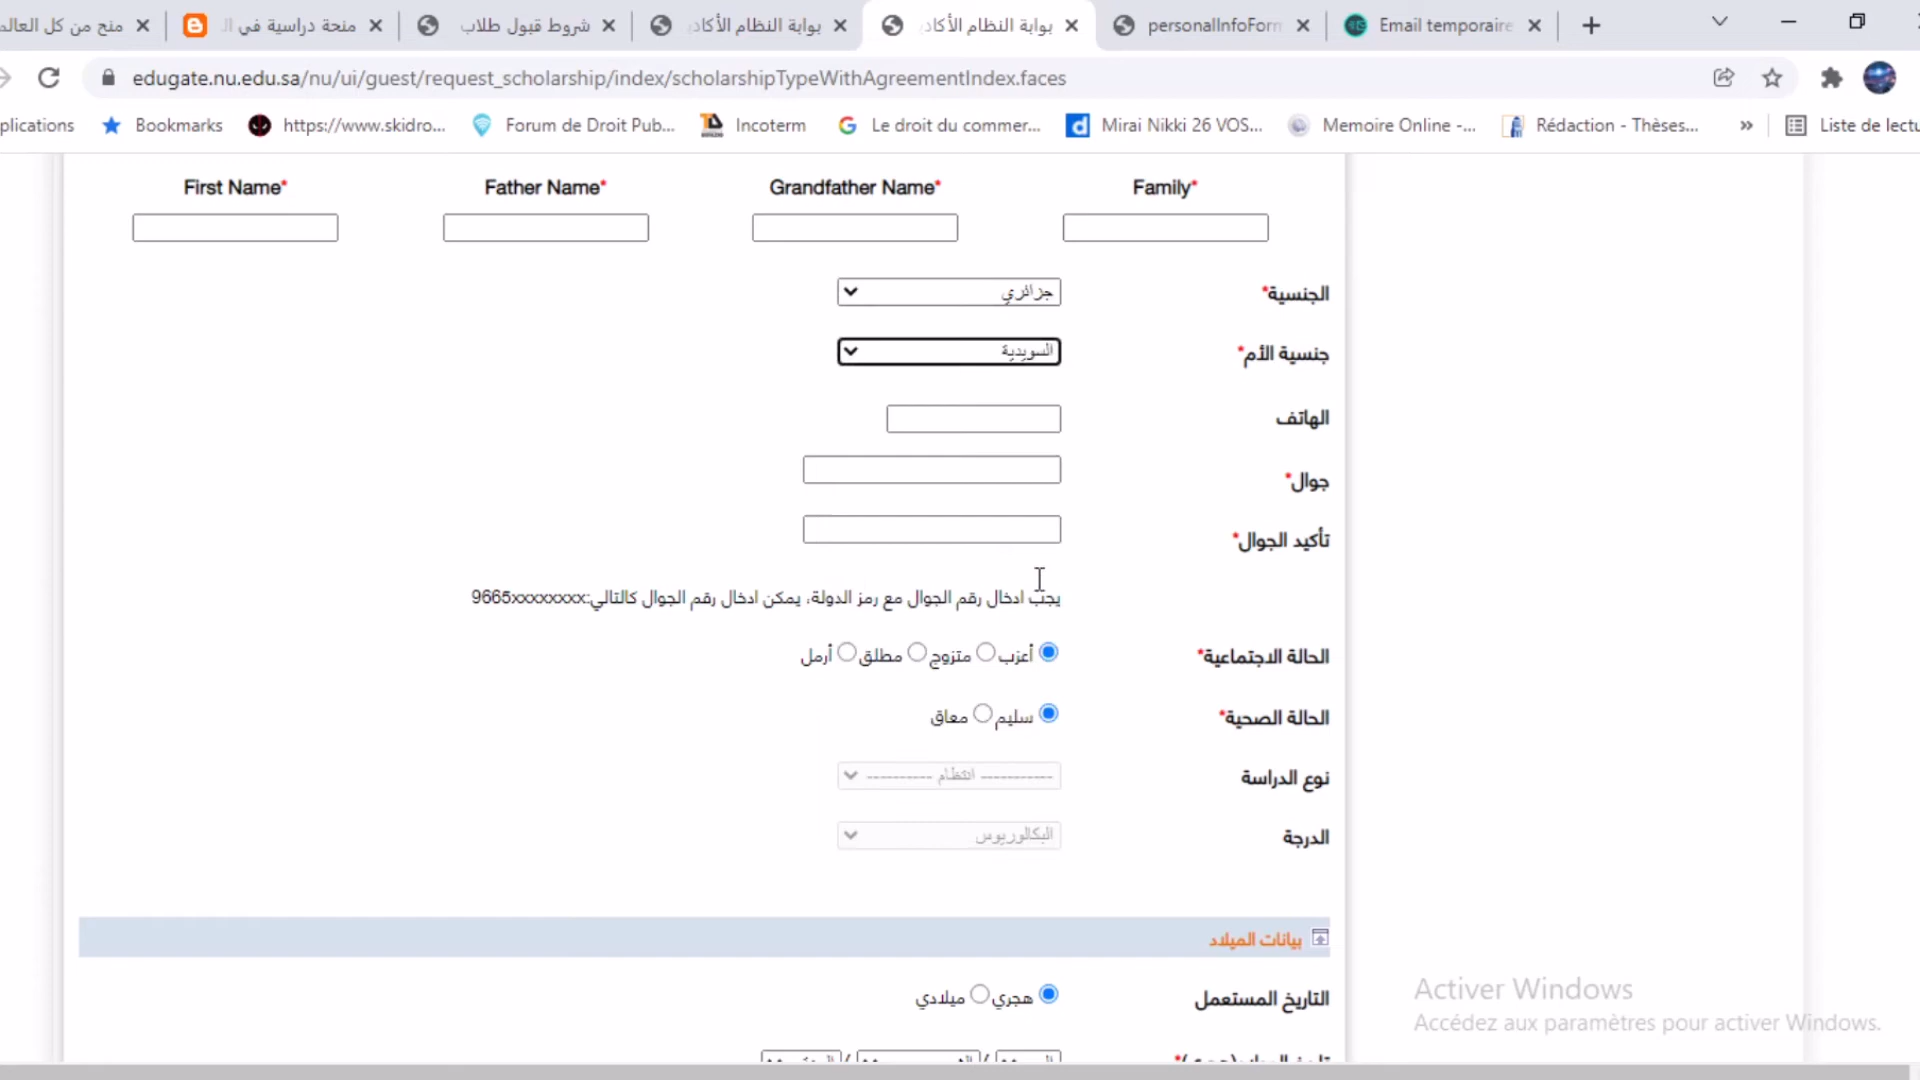 منح من كل العالم
منحة دراسية في ال
شروط قبول طلاب
بوابة النظام الأكاد
بوابة النظام الأكاد
personalInfoForm
Email temporaire
edugate.nu.edu.sa/nu/ui/guest/request_scholarship/index/scholarshipTypeWithAgreementIndex.faces
plications
Bookmarks
https://www.skidro...
Forum de Droit Pub...
Incoterm
Le droit du commer...
Mirai Nikki 26 VOS...
Memoire Online -...
Rédaction - Thèses...
»
Liste de lectu
First Name* Father Name* Grandfather Name* Family*
الجنسية* جزائري
جنسية الأم* السويدية
الهاتف
جوال*
تأكيد الجوال*
يجب ادخال رقم الجوال مع رمز الدولة، يمكن ادخال رقم الجوال كالتالي:9665xxxxxxxx
الحالة الاجتماعية* أعزب متزوج مطلق أرمل
الحالة الصحية* سليم معاق
نوع الدراسة ----------- انتظام ----------
الدرجة البكالوريوس
بيانات الميلاد
التاريخ المستعمل هجري ميلادي
Activer Windows
Accédez aux paramètres pour activer Windows.